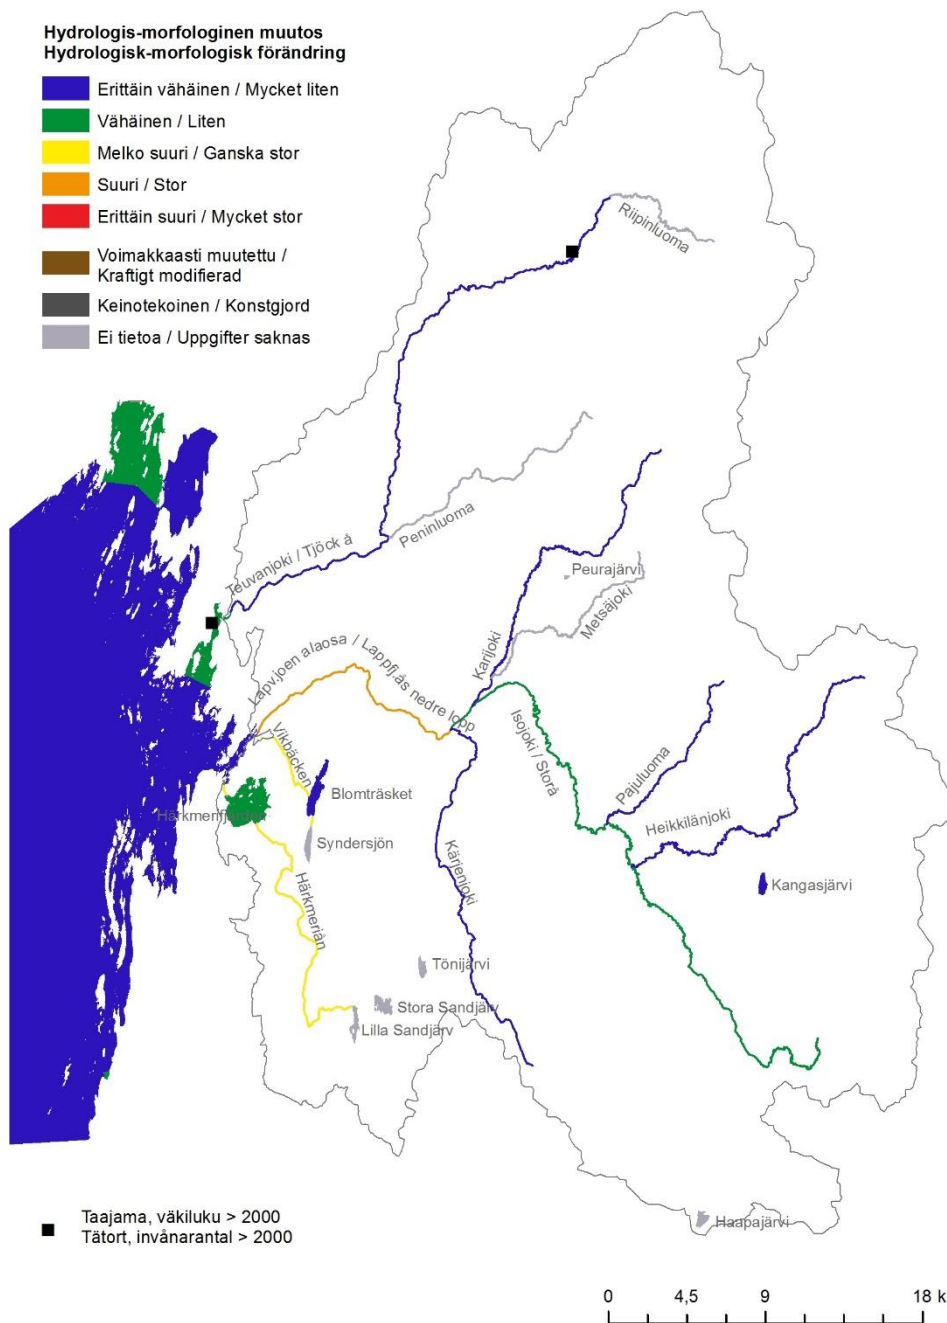 Hydrologis-morfologinen muutos
Hydrologisk-morfologisk förändring
Erittäin vähäinen / Mycket liten
Vähäinen / Liten
Melko suuri / Ganska stor
Suuri / Stor
Erittäin suuri / Mycket stor
Voimakkaasti muutettu /
Kraftigt modifierad
Keinotekoinen / Konstgjord
Ei tietoa / Uppgifter saknas
Riipinluoma
Peninluoma
Teuvanjoki / Tjöck å
Peurajärvi
Metsäjoki
Karijoki
Lapv.joen alaosa / Lappfj.ås nedre lopp
Isojoki / Storå
Vikbäcken
Pajuluoma
Blomträsket
Härkmenfjärden
Heikkilänjoki
Syndersjön
Kärjenjoki
Kangasjärvi
Härkmeriån
Tönijärvi
Stora Sandjärv
Lilla Sandjärv
Haapajärvi
Taajama, väkiluku > 2000
Tätort, invånarantal > 2000
0 4,5 9 18 k